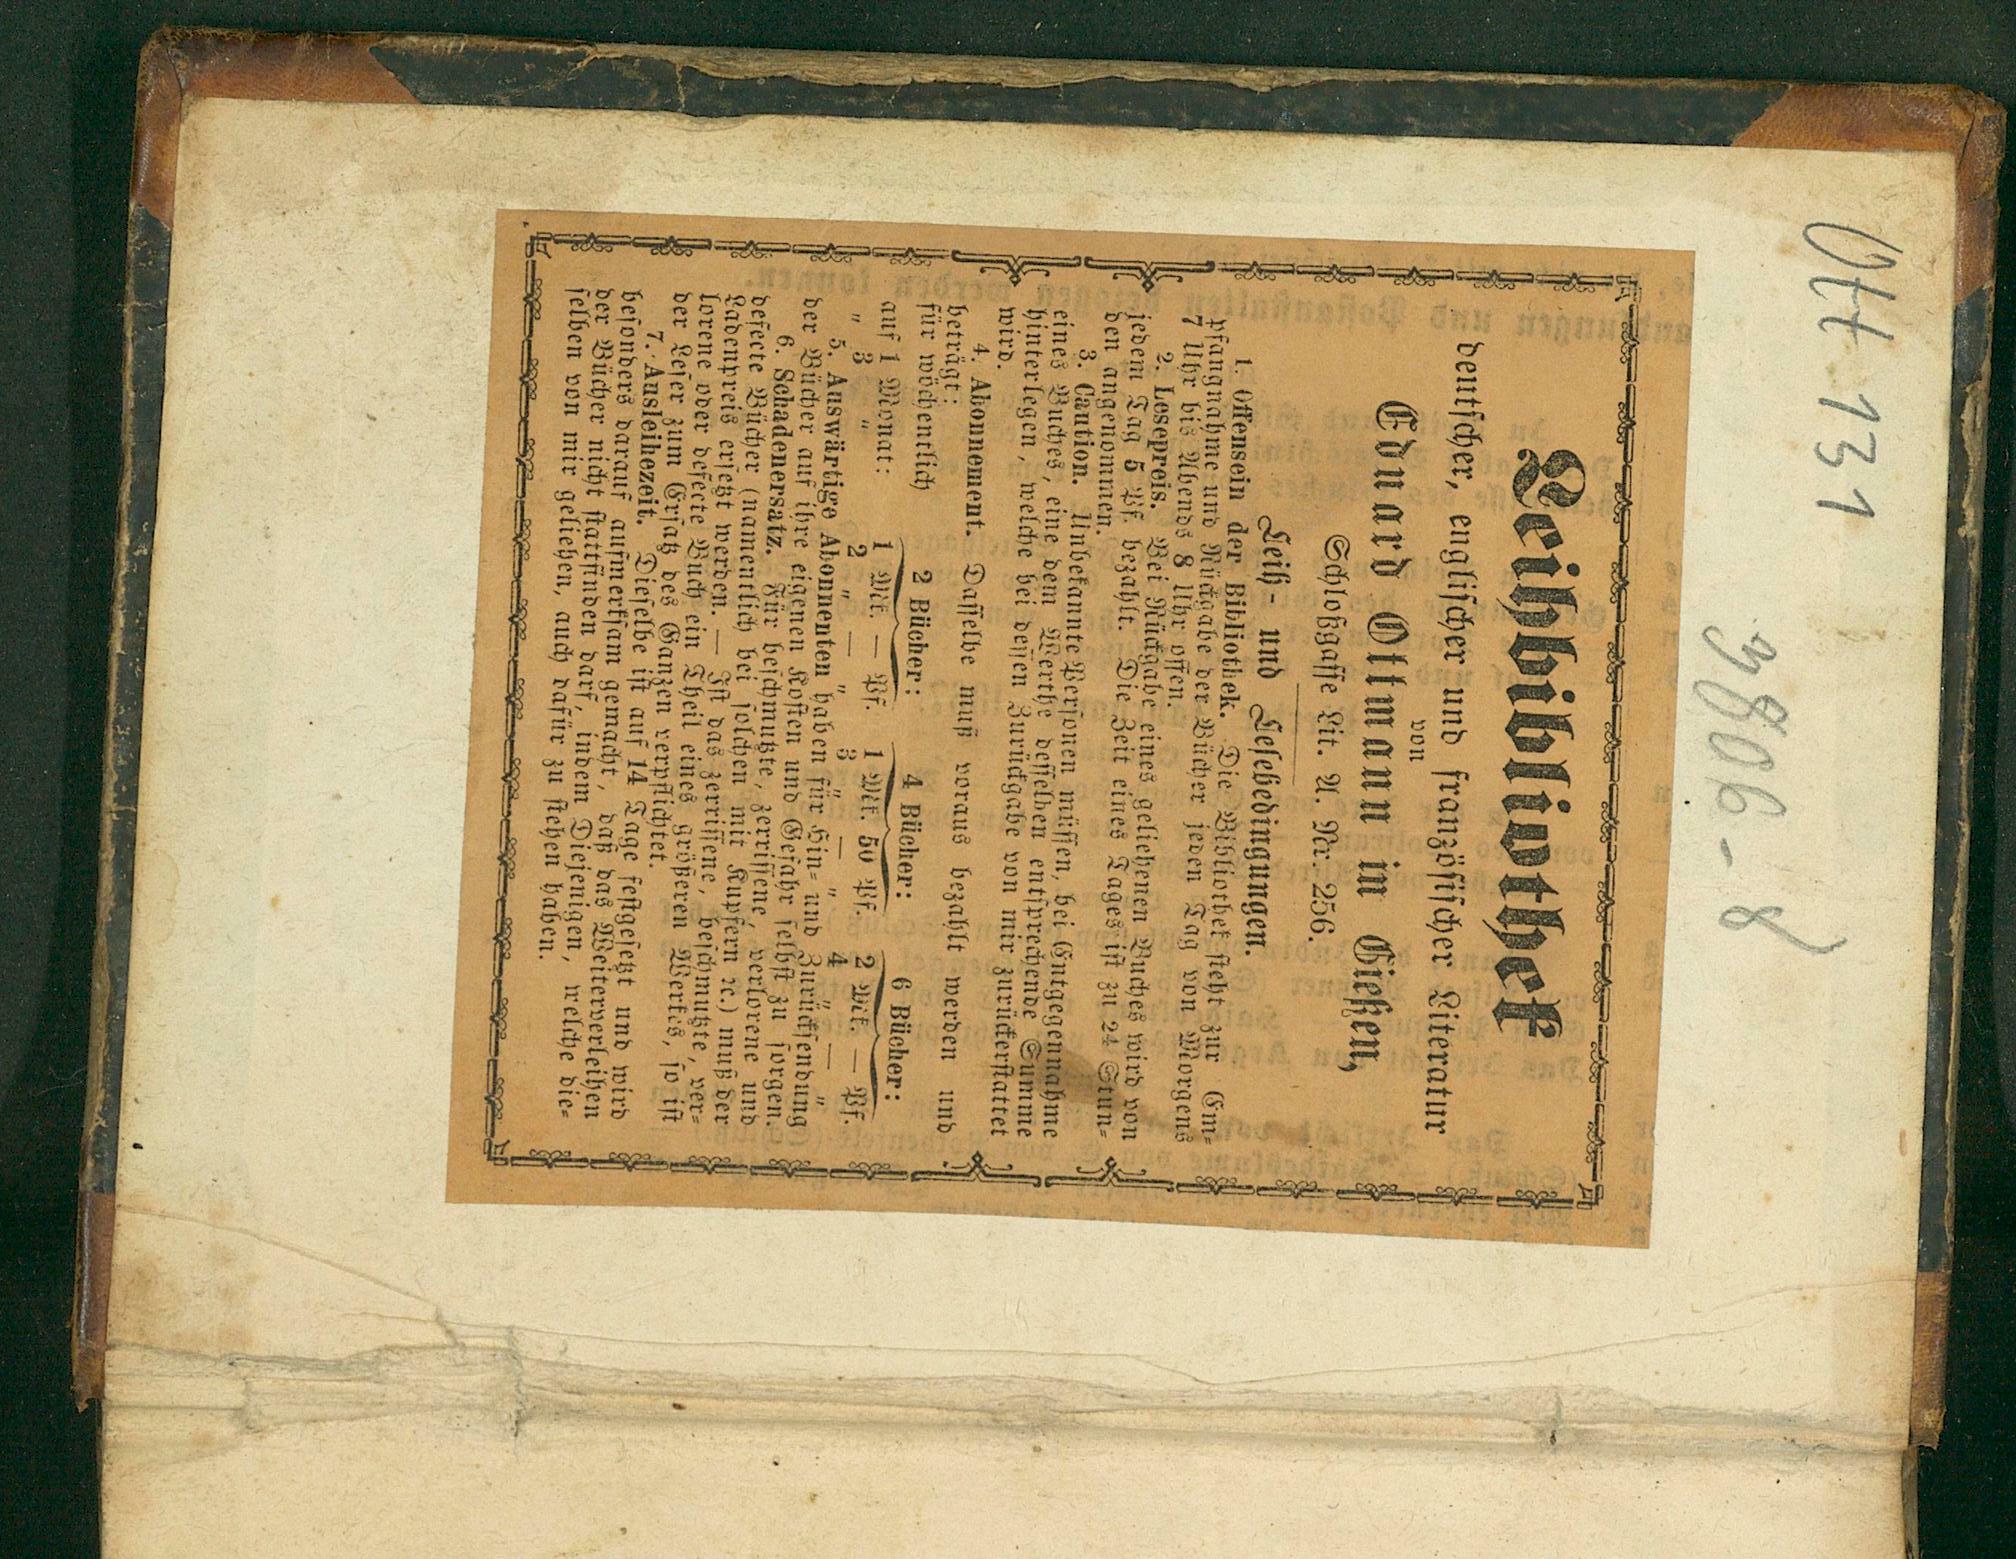 Ott 131
3806-8
Leihbibliothek
deutſcher, engliſcher und franzöſiſcher Literatur
von
Eduard Ottmann in Gießen,
Schloßgaſſe Lit. A. Nr 256.
Leih- und Leſebedingungen.
1. Offensein der Bibliothek. Die Bibliothek ſteht zur Em-
pfangnahme und Rückgabe der Bücher jeden Tag von Morgens
7 Uhr bis Abends 8 Uhr offen.
2. Lesepreis. Bei Rückgabe eines geliehenen Buches wird von
jedem Tag 5 Pf. bezahlt. Die Zeit eines Tages iſt zu 24 Stun-
den angenommen.
3. Caution. Unbekannte Perſonen müſſen, bei Entgegennahme
eines Buches, eine dem Werthe deſſelben entſprechende Summe
hinterlegen, welche bei deſſen Zurückgabe von mir zurückerſtattet
wird.
4. Abonnement. Daſſelbe muß voraus bezahlt werden und
beträgt:
für wöchentlich 2 Bücher: 4 Bücher: 6 Bücher:
auf 1 Monat: 1 Mk. — Pf. 1 Mk. 50 Pf. 2 Mk. — Pf.
„ 3 „ 2 „ — „ 3 „ — „ 4 „ — „
5. Auswärtige Abonnenten haben für Hin- und Zurückſendung
der Bücher auf ihre eigenen Koſten und Gefahr ſelbſt zu ſorgen.
6. Schadenersatz. Für beſchmutzte, zerriſſene, verlorene und
defecte Bücher (namentlich bei ſolchen mit Kupfern ꝛc.) muß der
Ladenpreis erſetzt werden. — Iſt das zerriſſene, beſchmutzte, ver-
lorene oder defecte Buch ein Theil eines größeren Werkes, ſo iſt
der Leſer zum Erſatz des Ganzen verpflichtet.
7. Ausleihezeit. Dieſelbe iſt auf 14 Tage feſtgeſetzt und wird
beſonders darauf aufmerkſam gemacht, daß das Weiterverleihen
der Bücher nicht ſtattfinden darf, indem Diejenigen, welche die-
ſelben von mir geliehen, auch dafür zu ſtehen haben.